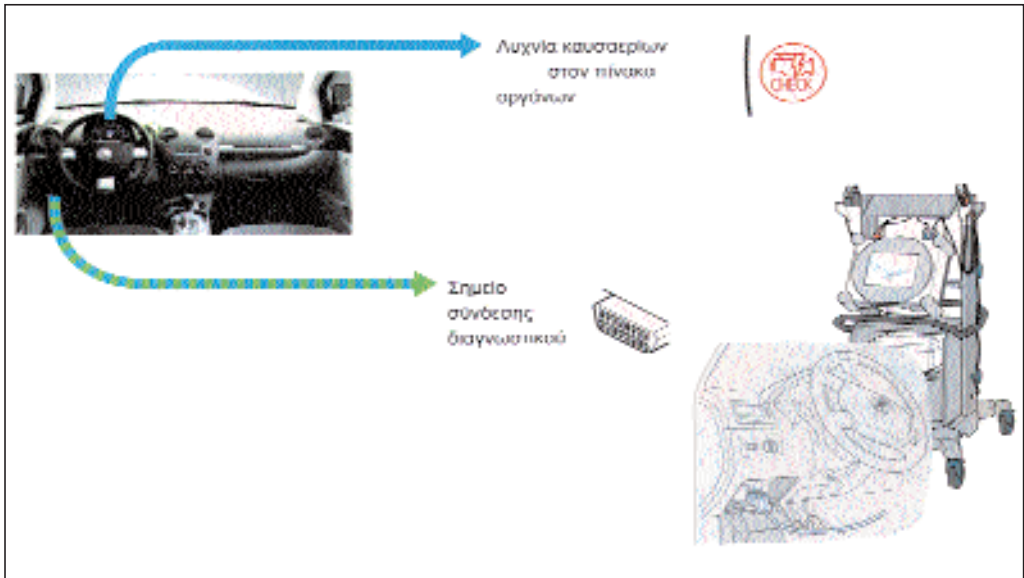 Λυχνία καυσαερίων
στον πίνακα
οργάνων
CHECK
Σημείο
σύνδεσης
διαγνωστικού